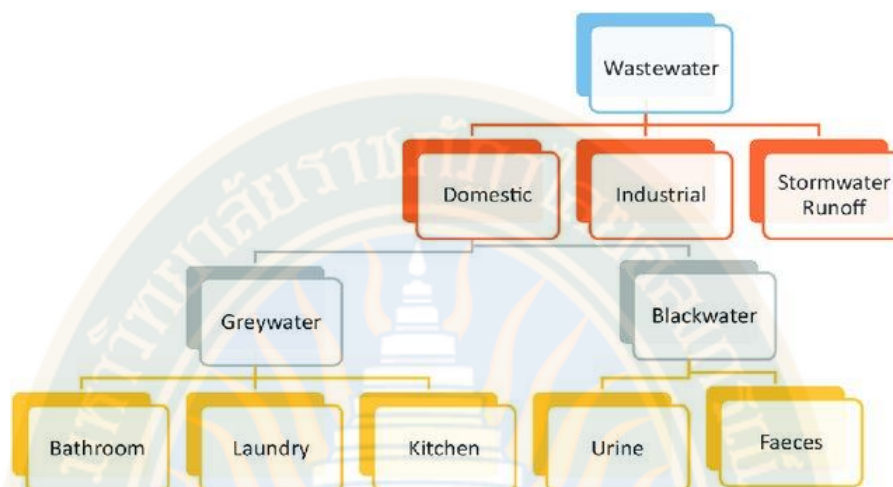 Wastewater
Domestic
Industrial
Stormwater
Runoff
Greywater
Blackwater
Bathroom
Laundry
Kitchen
Urine
Faeces